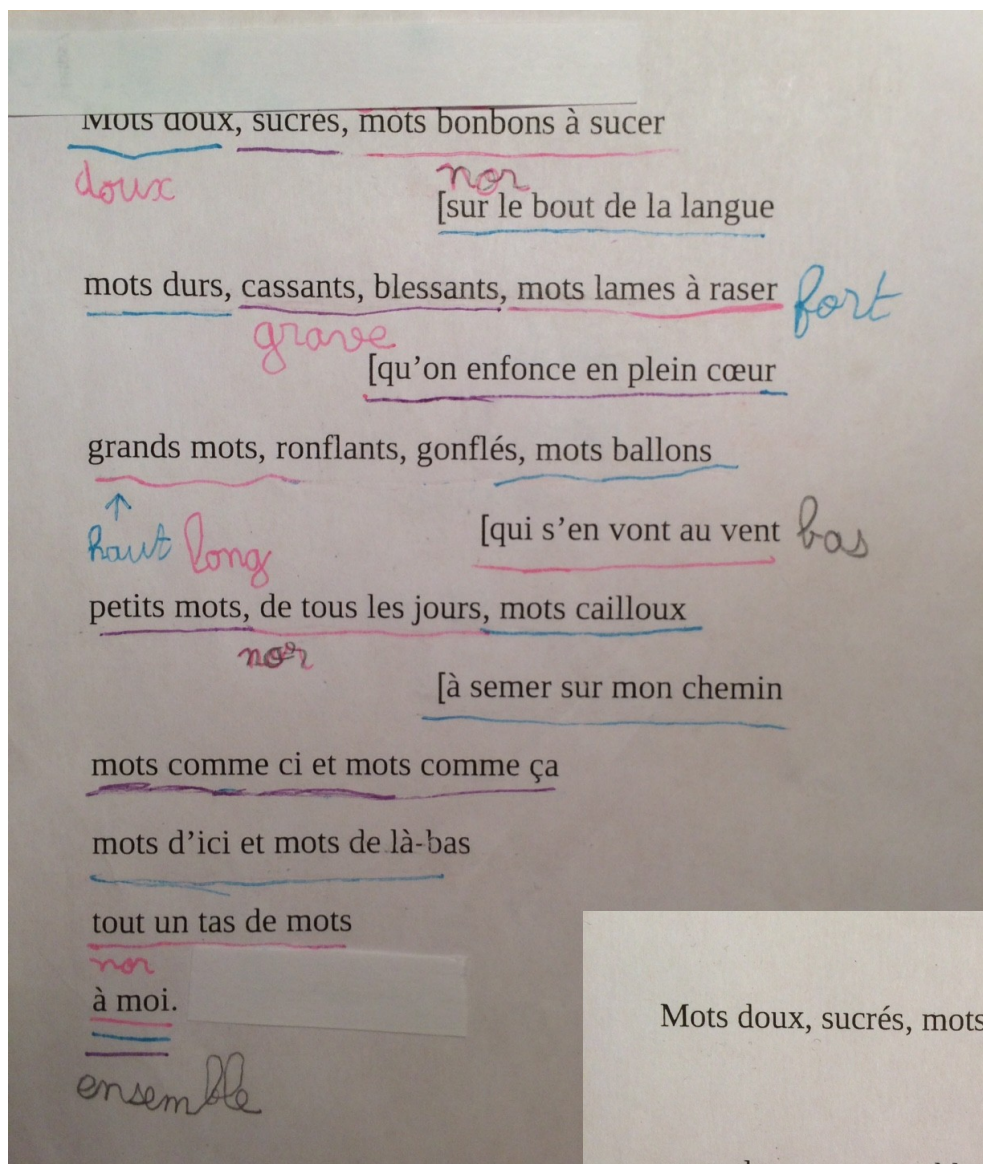 Mots doux, sucrés, mots bonbons à sucer
doux
nor
[sur le bout de la langue
mots durs, cassants, blessants, mots lames à raser fort
grave
[qu’on enfonce en plein cœur
grands mots, ronflants, gonflés, mots ballons
[qui s’en vont au vent bas
haut long
petits mots, de tous les jours, mots cailloux
nor
[à semer sur mon chemin
mots comme ci et mots comme ça
mots d’ici et mots de là-bas
tout un tas de mots
nor
à moi.
ensemble
Mots doux, sucrés, mots